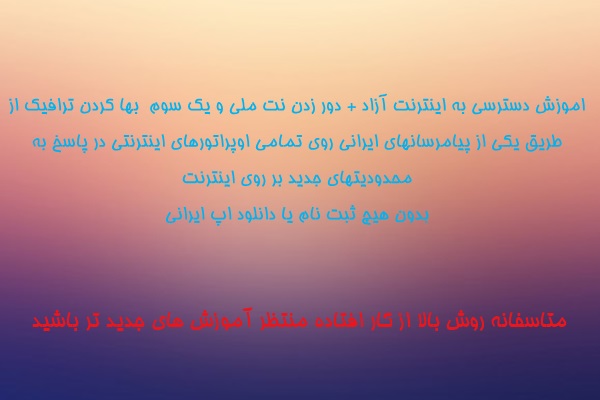 اموزش دسترسی به اینترنت آزاد + دور زدن نت ملی و یک سوم بها کردن ترافیک از
طریق یکی از پیامرسانهای ایرانی روی تمامی اوپراتورهای اینترنتی در پاسخ به
محدودیتهای جدید بر روی اینترنت
بدون هیچ ثبت نام یا دانلود اپ ایرانی
متاسفانه روش بالا از کار افتاده منتظر آموزش های جدید تر باشید